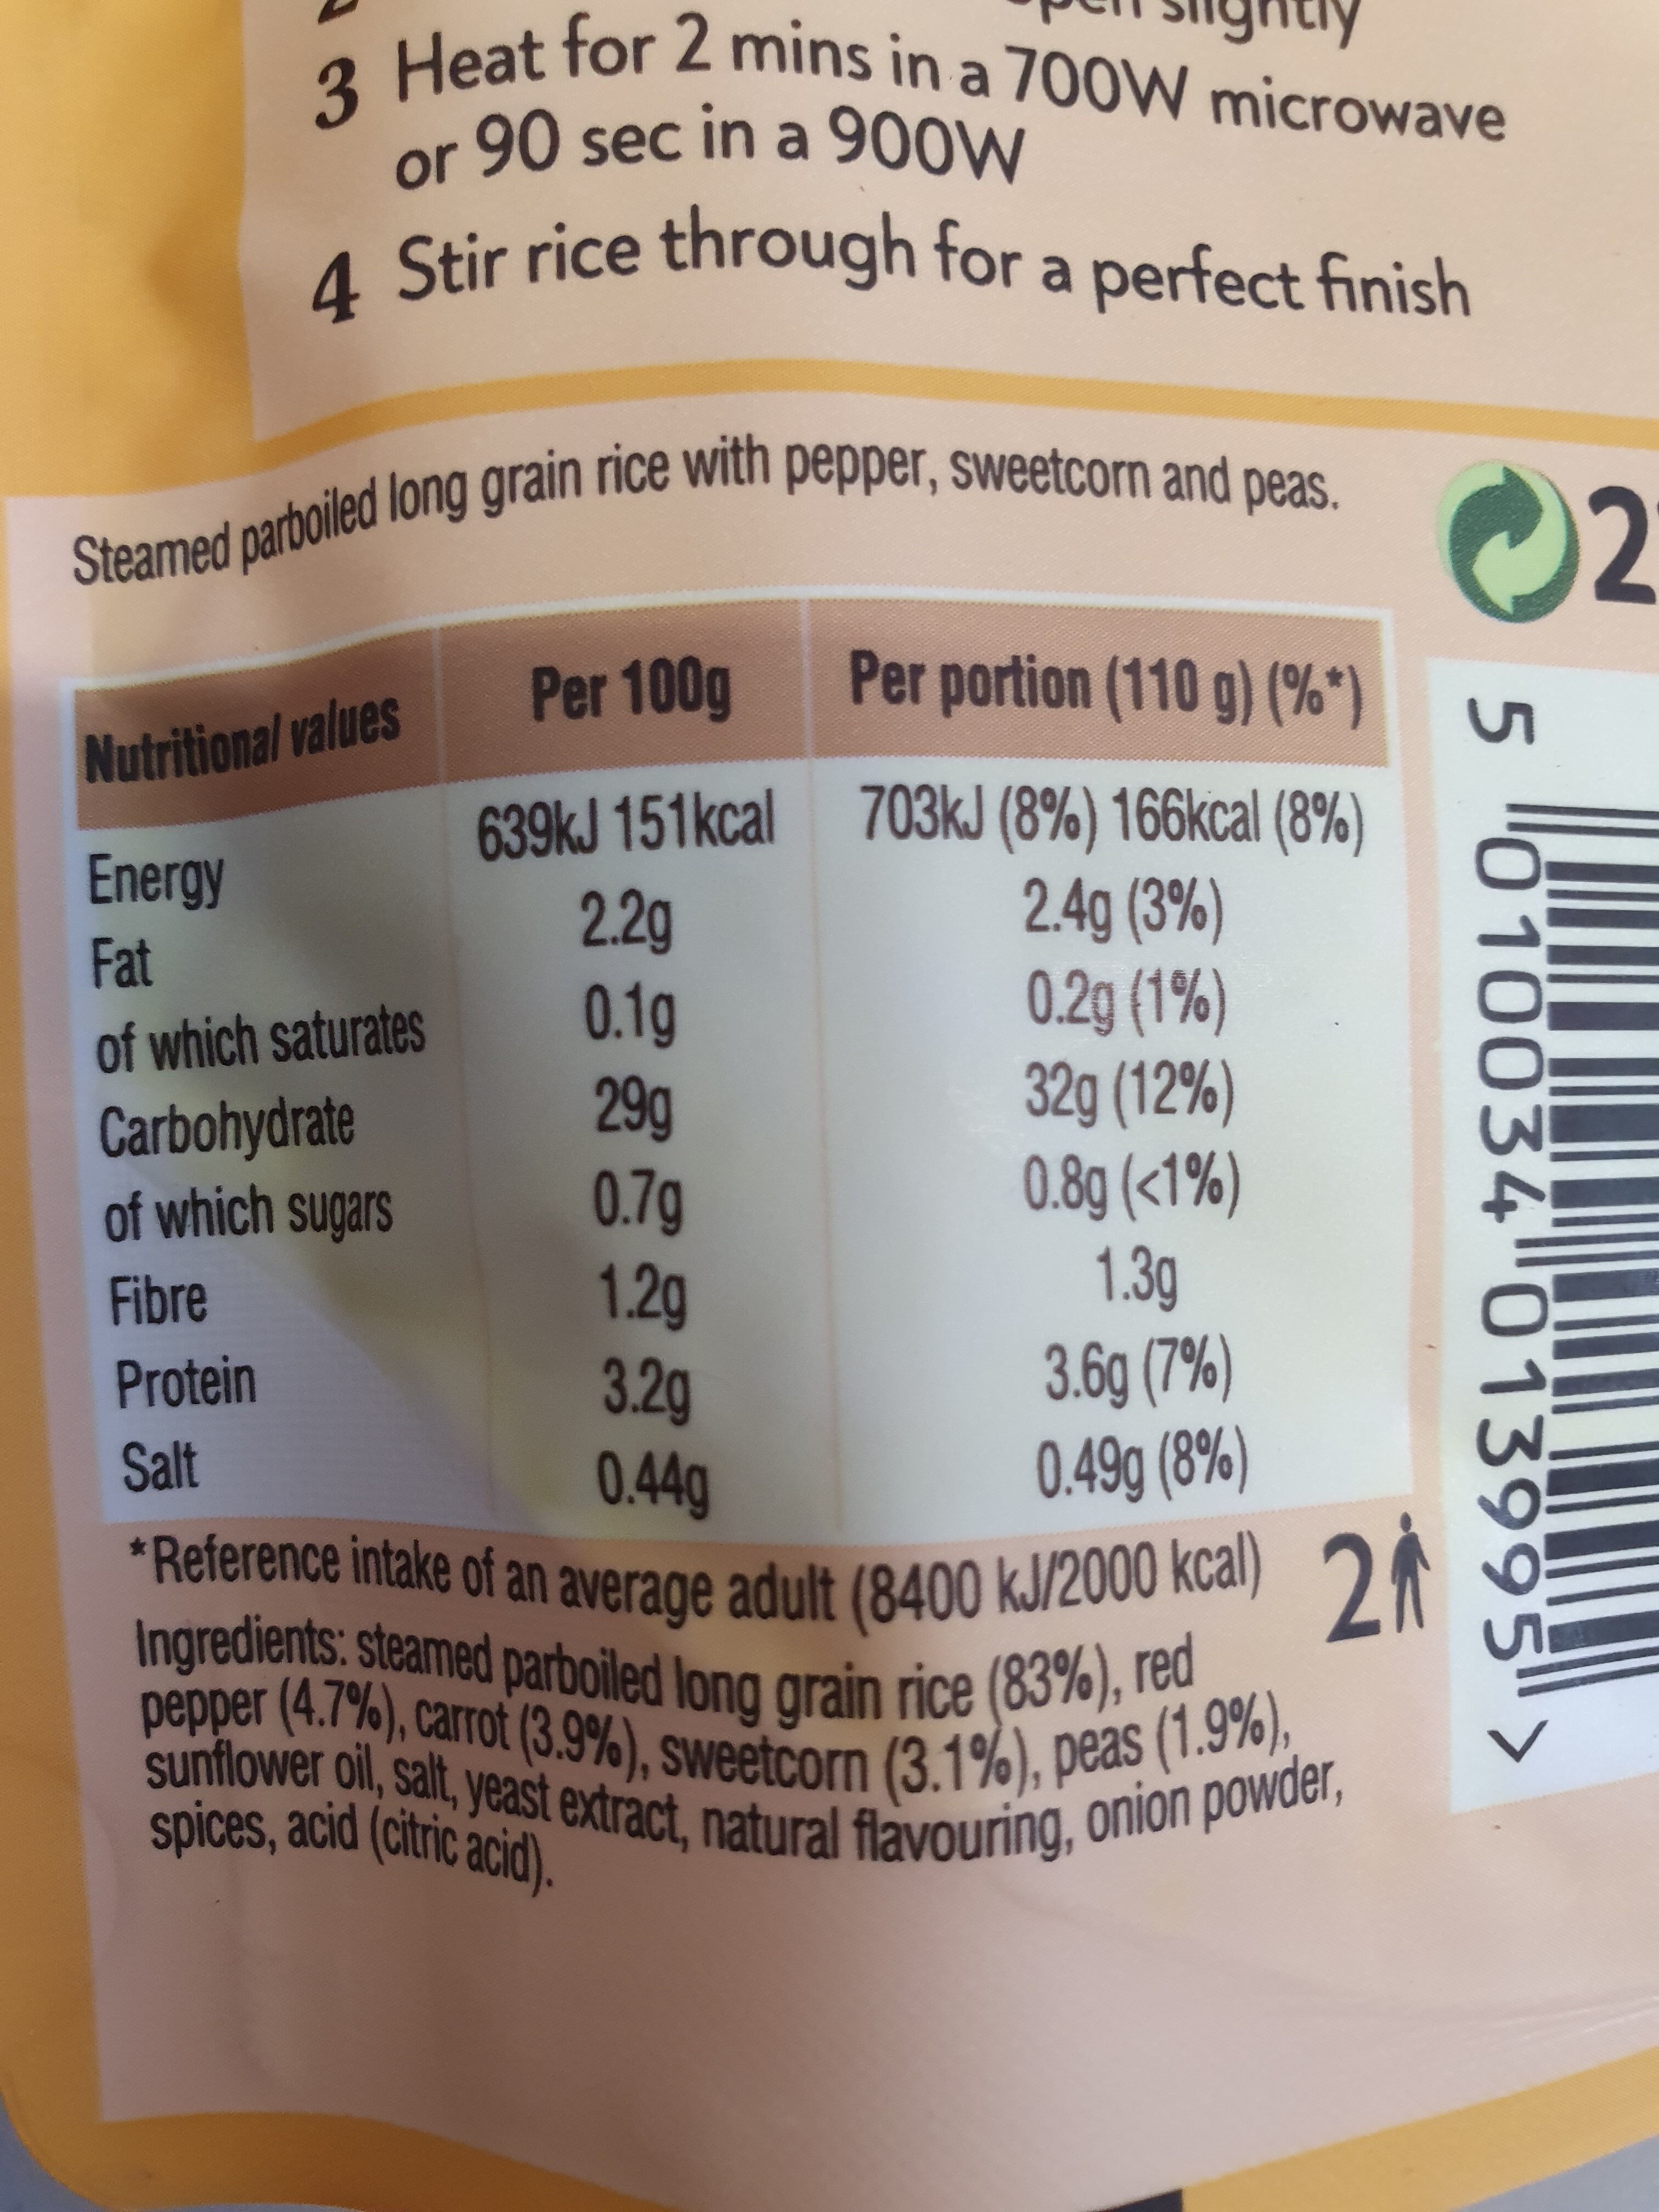 slightly
3 Heat for 2 mins in a 700W microwave
or 90 sec in a 900W
4 Stir rice through for a perfect finish
Steamed parboiled long grain rice with pepper, sweetcorn and peas.
Nutritional values Per 100g Per portion (110 g) (%*)
Energy 639kJ 151kcal 703kJ (8%) 166kcal (8%)
Fat 2.2g 2.4g (3%)
of which saturates 0.1g 0.2g (1%)
Carbohydrate 29g 32g (12%)
of which sugars 0.7g 0.8g (<1%)
Fibre 1.2g 1.3g
Protein 3.2g 3.6g (7%)
Salt 0.44g 0.49g (8%)
*Reference intake of an average adult (8400 kJ/2000 kcal)
2
Ingredients: steamed parboiled long grain rice (83%), red
pepper (4.7%), carrot (3.9%), sweetcorn (3.1%), peas (1.9%),
sunflower oil, salt, yeast extract, natural flavouring, onion powder,
spices, acid (citric acid).
5 010034 013995 >